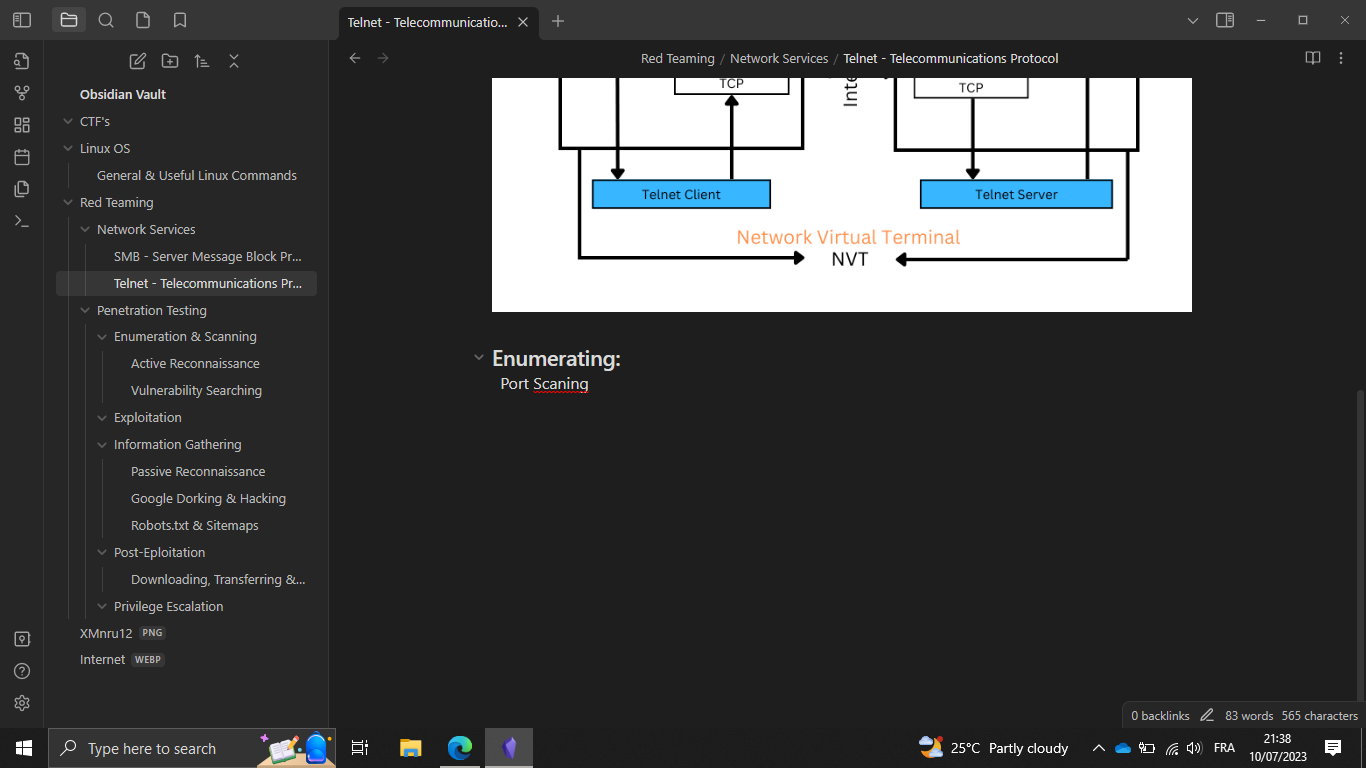 Telnet - Telecommunicatio...
Red Teaming / Network Services / Telnet - Telecommunications Protocol
Obsidian Vault
CTF's
Linux OS
General & Useful Linux Commands
Red Teaming
Network Services
SMB - Server Message Block Pr...
Telnet - Telecommunications Pr...
Penetration Testing
Enumeration & Scanning
Active Reconnaissance
Vulnerability Searching
Exploitation
Information Gathering
Passive Reconnaissance
Google Dorking & Hacking
Robots.txt & Sitemaps
Post-Eploitation
Downloading, Transferring &...
Privilege Escalation
XMnru12 PNG
Internet WEBP
TCP
Inte
TCP
Telnet Client
Telnet Server
Network Virtual Terminal
NVT
Enumerating:
Port Scaning
0 backlinks 83 words 565 characters
Type here to search
25°C Partly cloudy
FRA
21:38
10/07/2023